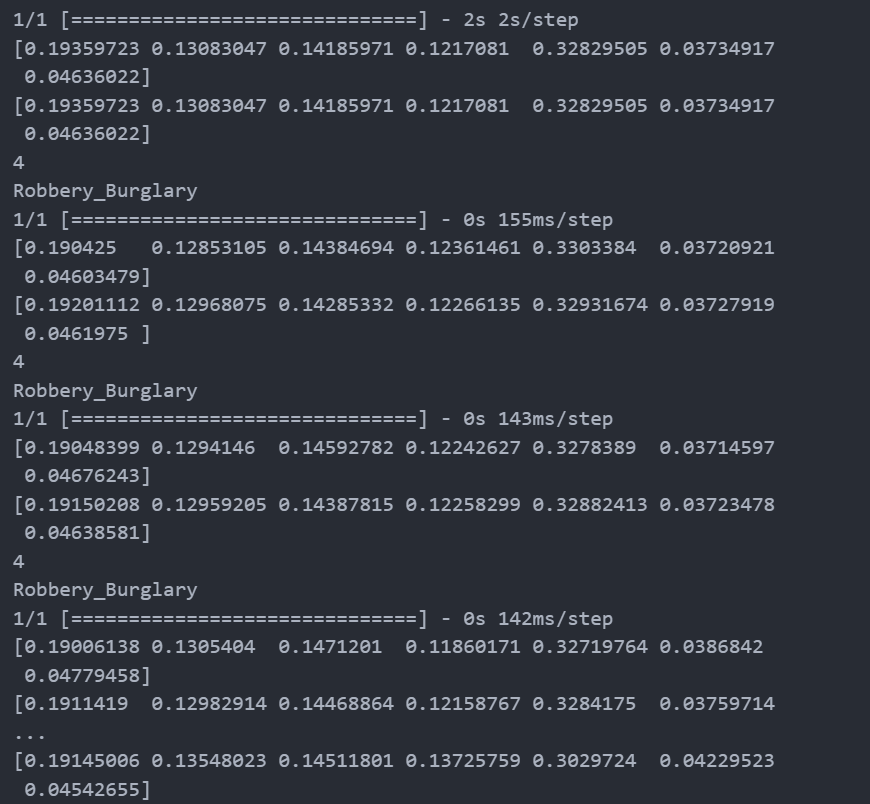 1/1 [==============================] - 2s 2s/step
[0.19359723 0.13083047 0.14185971 0.1217081  0.32829505 0.03734917
 0.04636022]
[0.19359723 0.13083047 0.14185971 0.1217081  0.32829505 0.03734917
 0.04636022]
4
Robbery_Burglary
1/1 [==============================] - 0s 155ms/step
[0.190425   0.12853105 0.14384694 0.12361461 0.3303384  0.03720921
 0.04603479]
[0.19201112 0.12968075 0.14285332 0.12266135 0.32931674 0.03727919
 0.0461975 ]
4
Robbery_Burglary
1/1 [==============================] - 0s 143ms/step
[0.19048399 0.1294146  0.14592782 0.12242627 0.3278389  0.03714597
 0.04676243]
[0.19150208 0.12959205 0.14387815 0.12258299 0.32882413 0.03723478
 0.04638581]
4
Robbery_Burglary
1/1 [==============================] - 0s 142ms/step
[0.19006138 0.1305404  0.1471201  0.11860171 0.32719764 0.0386842
 0.04779458]
[0.1911419  0.12982914 0.14468864 0.12158767 0.3284175  0.03759714
...
[0.19145006 0.13548023 0.14511801 0.13725759 0.3029724  0.04229523
 0.04542655]